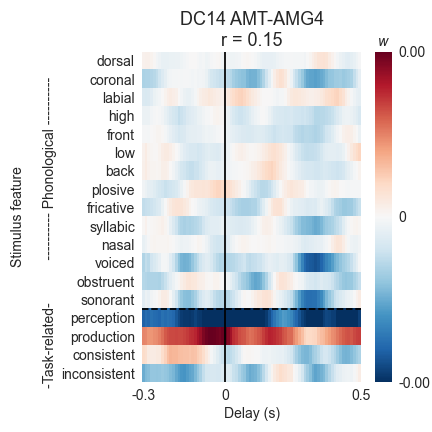 DC14 AMT-AMG4
r = 0.15
w
dorsal
coronal
labial
high
front
low
back
plosive
fricative
syllabic
nasal
voiced
obstruent
sonorant
perception
production
consistent
inconsistent
Stimulus feature
-Task-related- ---------- Phonological ----------
0.00
0
-0.00
-0.3
0
0.5
Delay (s)